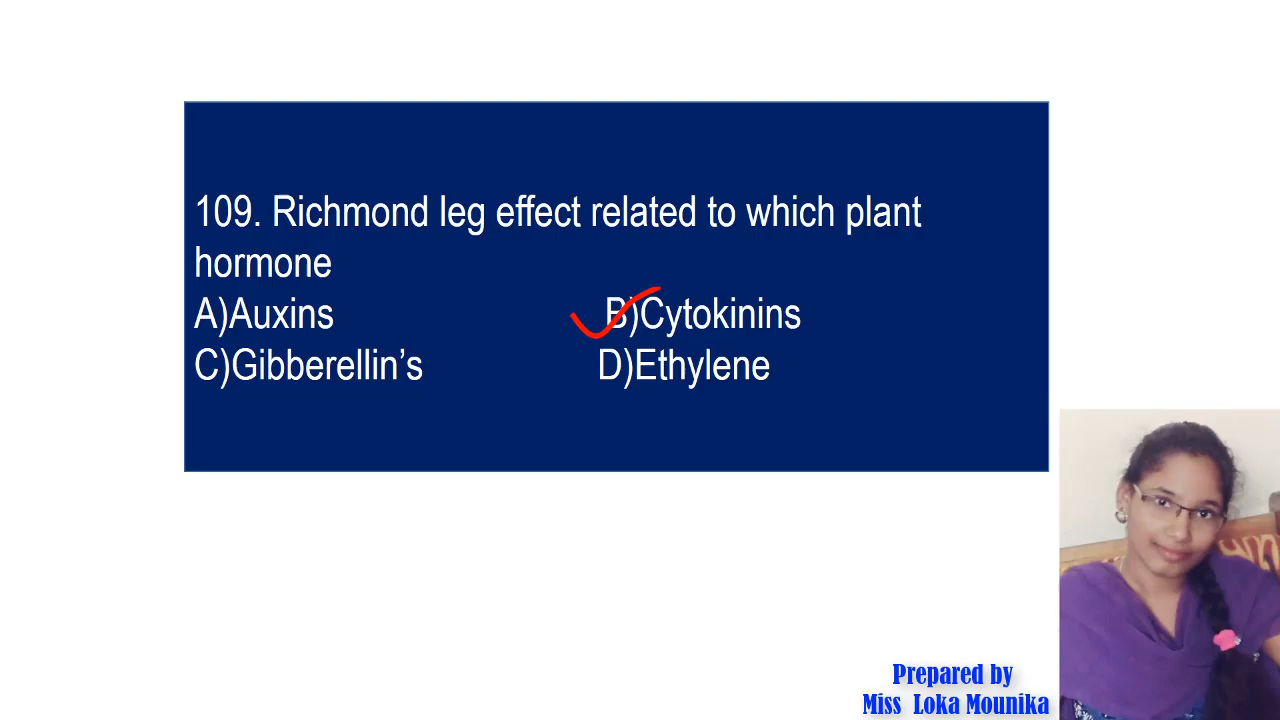 109. Richmond leg effect related to which plant
hormone
A)Auxins B)Cytokinins
C)Gibberellin’s D)Ethylene
Prepared by
Miss Loka Mounika